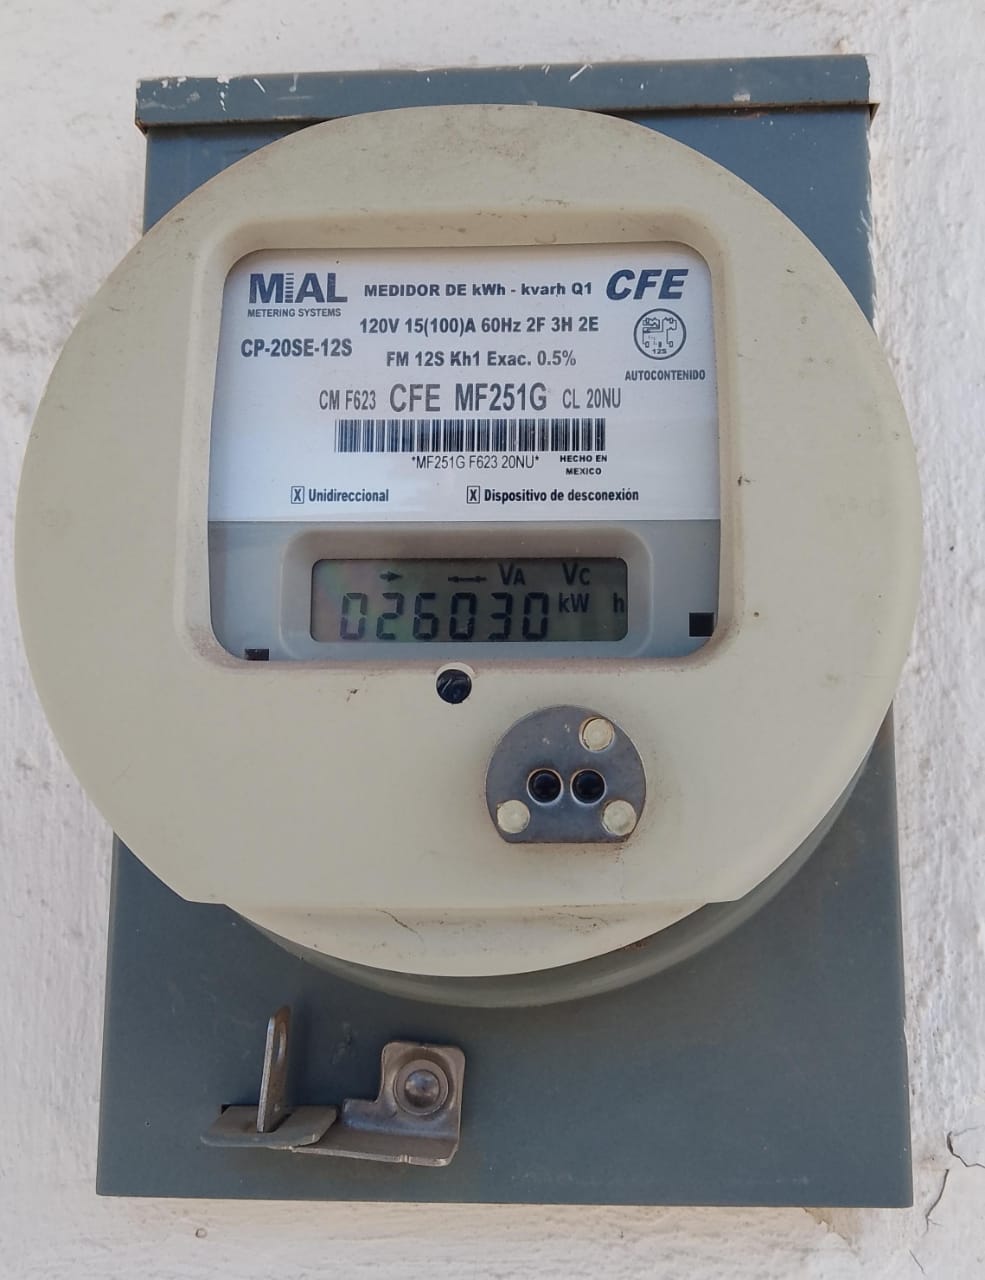 MIAL
METERING SYSTEMS
MEDIDOR DE kWh - kvarh Q1
CFE
120V 15(100)A 60Hz 2F 3H 2E
CP-20SE-12S
FM 12S Kh1 Exac. 0.5%
12S
AUTOCONTENIDO
CM F623 CFE MF251G CL 20NU
*MF251G F623 20NU*
HECHO EN
MEXICO
X Unidireccional
X Dispositivo de desconexión
VA VC
026030 kW h